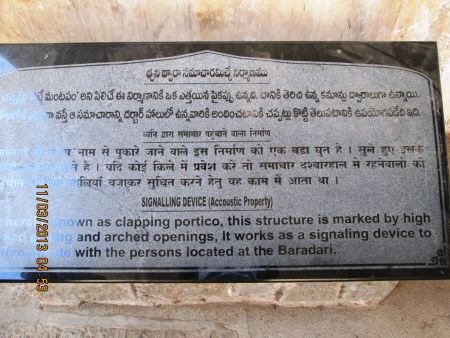 ధ్వని ద్వారా సమాచారమిచ్చే నిర్మాణము
మంటపం' అని పిలిచే ఈ నిర్మాణానికి ఒక ఎత్తయిన పైకప్పు ఉన్నది. దానికి తెరిచి ఉన్న కమానులు ద్వారాలుగా ఉన్నాయి.
వస్తే ఆ సమాచారాన్ని దర్బార్ హాలులో ఉన్నవారికి అందించటానికి చప్పట్లు కొట్టి తెలుపటానికి ఉపయోగపడేది ఇది.
ध्वनि द्वारा समाचार पहुंचाने वाला निर्माण
नाम से पुकारे जाने वाले इस निर्माण को एक बडा छत है । खुले हुए इसके
हैं । यदि कोई किले में प्रवेश करें तो समाचार दरबारहाल में रहनेवालों को
तालियाँ बजाकर सुचित करने हेतु यह काम में आता था ।
SIGNALLING DEVICE (Accoustic Property)
known as clapping portico, this structure is marked by high
and arched openings, It works as a signaling device to
with the persons located at the Baradari.
11/09/2013 04:53